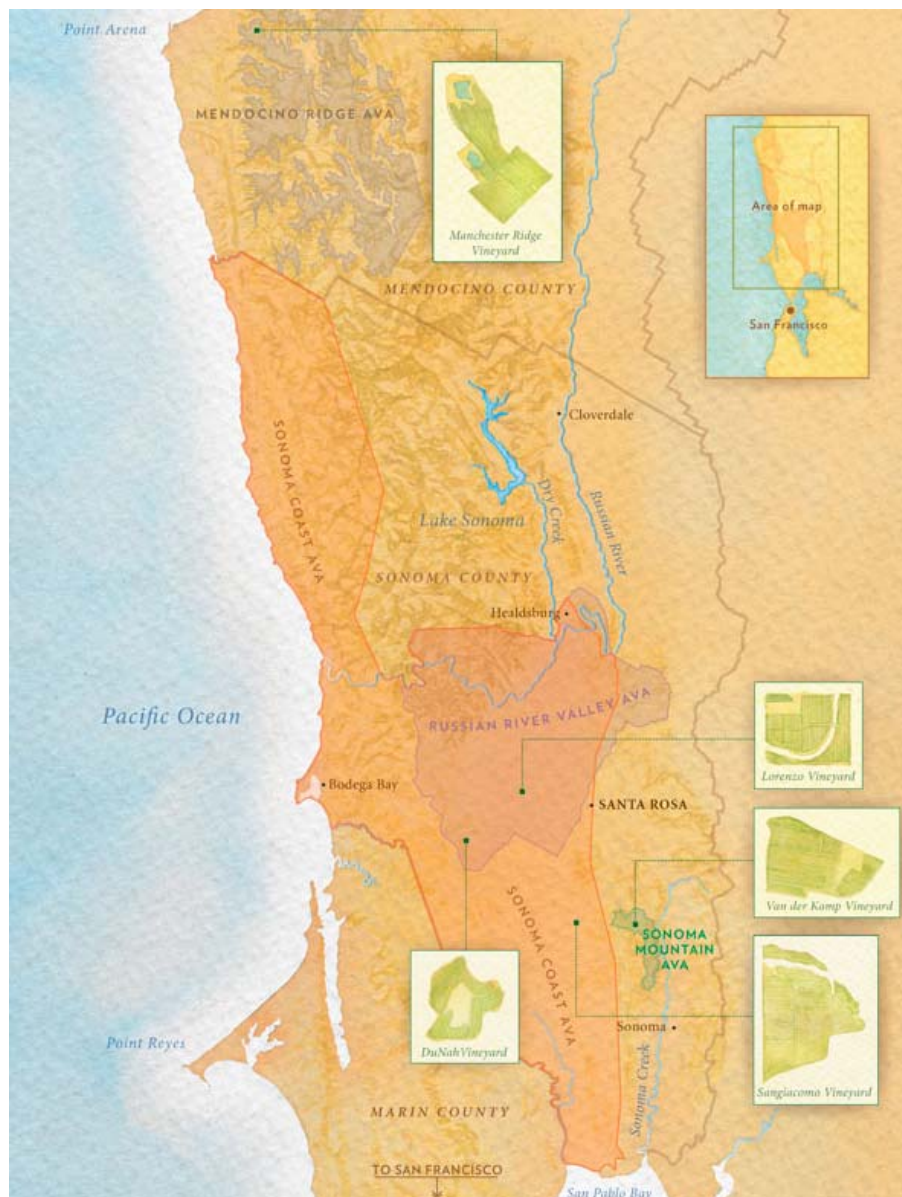 Point Arena
MENDOCINO RIDGE AVA
Manchester Ridge
Vineyard
Area of map
San Francisco
MENDOCINO COUNTY
Cloverdale
SONOMA COAST AVA
Lake Sonoma
Dry Creek
Russian River
SONOMA COUNTY
Healdsburg
RUSSIAN RIVER VALLEY AVA
Pacific Ocean
Lorenzo Vineyard
Bodega Bay
SANTA ROSA
Van der Kamp Vineyard
SONOMA
MOUNTAIN
AVA
SONOMA COAST AVA
DuNahVineyard
Point Reyes
Sonoma
Sonoma Creek
Sangiacomo Vineyard
MARIN COUNTY
TO SAN FRANCISCO
San Pablo Bay